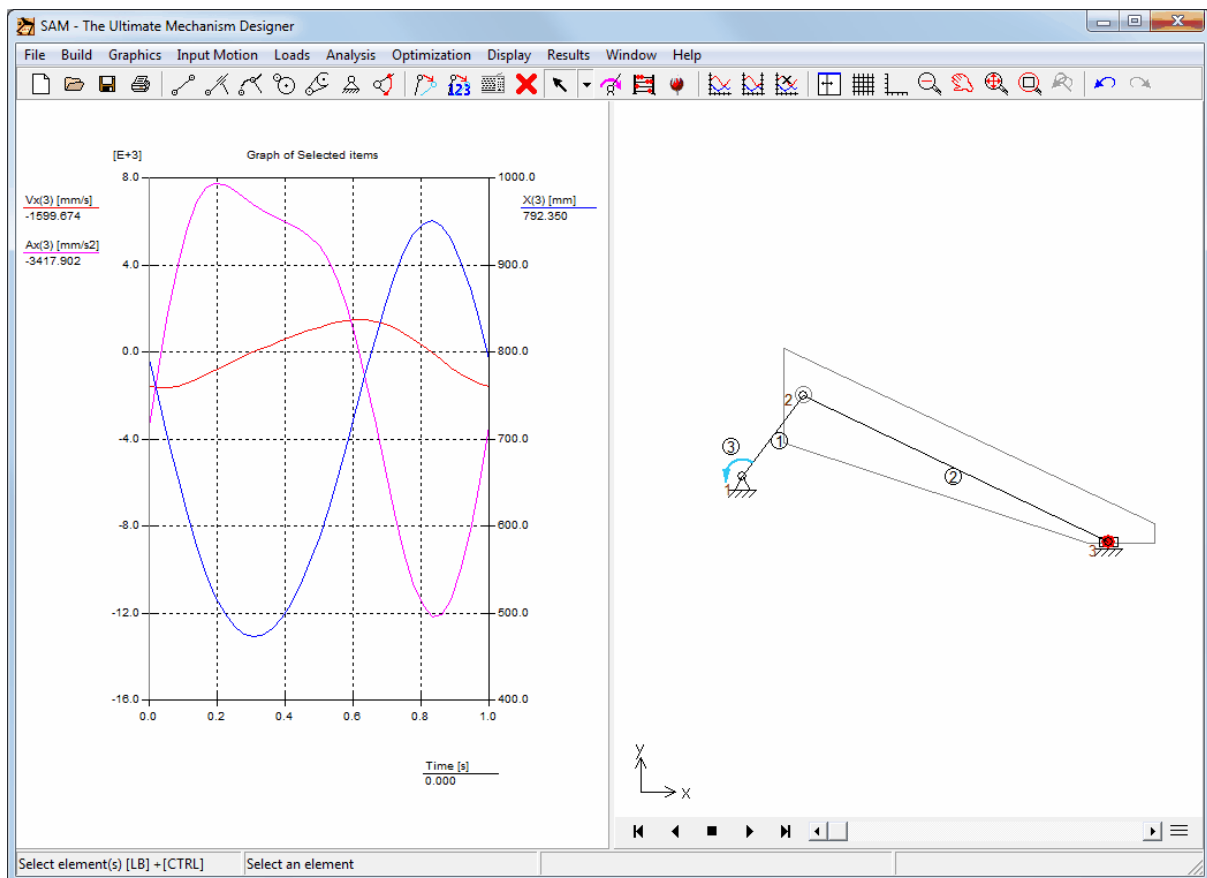 SAM - The Ultimate Mechanism Designer
File Build Graphics Input Motion Loads Analysis Optimization Display Results Window Help
123
[E+3] Graph of Selected items
8.0 1000.0
Vx(3) [mm/s] X(3) [mm]
-1599.674 792.350
Ax(3) [mm/s2]
-3417.902
4.0 900.0
0.0 800.0
-4.0 700.0
-8.0 600.0
-12.0 500.0
-16.0 400.0
0.0 0.2 0.4 0.6 0.8 1.0
Time [s]
0.000
2
1
3
2
1
3
y
x
Select element(s) [LB] +[CTRL] Select an element